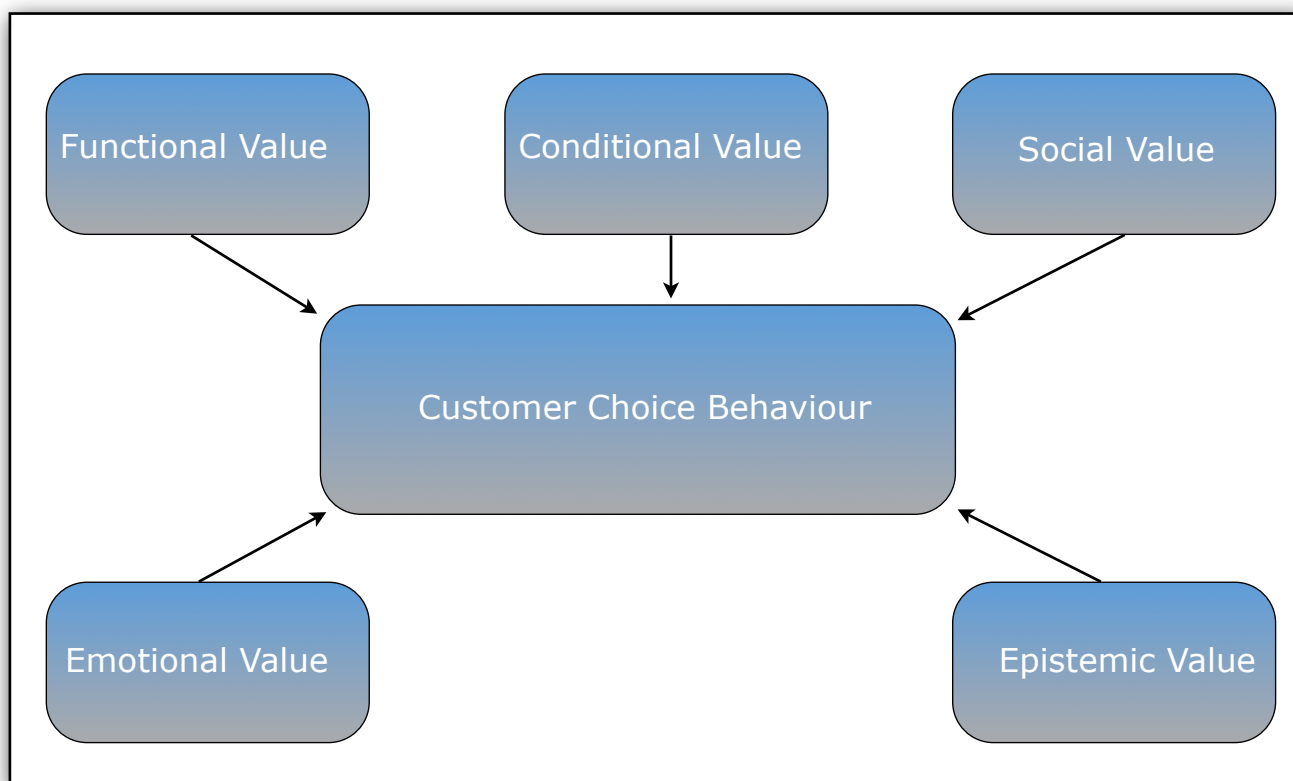 Functional Value
Conditional Value
Social Value
Customer Choice Behaviour
Emotional Value
Epistemic Value